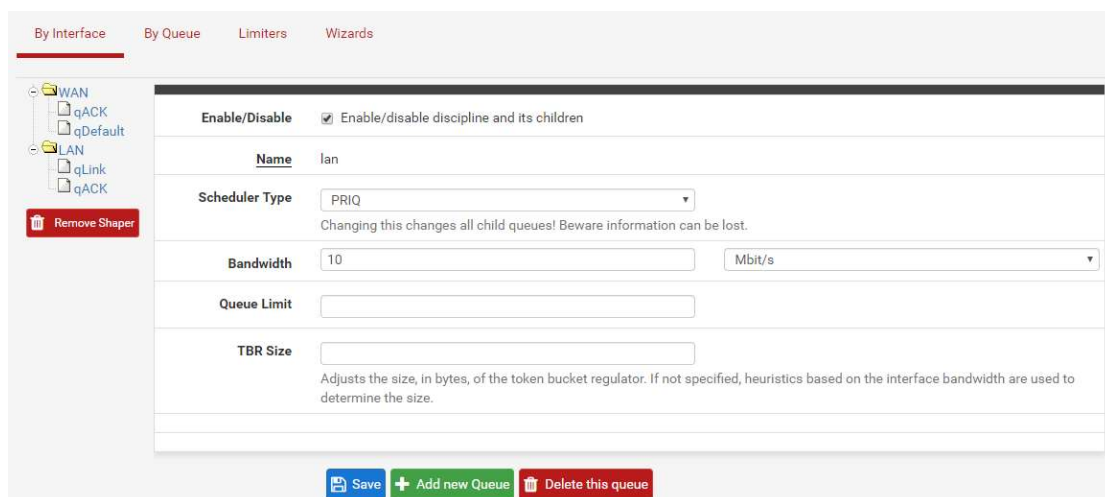 By Interface By Queue Limiters Wizards
WAN
qACK
qDefault
LAN
qLink
qACK
Remove Shaper
Enable/Disable Enable/disable discipline and its children
Name lan
Scheduler Type PRIQ
Changing this changes all child queues! Beware information can be lost.
Bandwidth 10 Mbit/s
Queue Limit
TBR Size
Adjusts the size, in bytes, of the token bucket regulator. If not specified, heuristics based on the interface bandwidth are used to
determine the size.
Save Add new Queue Delete this queue